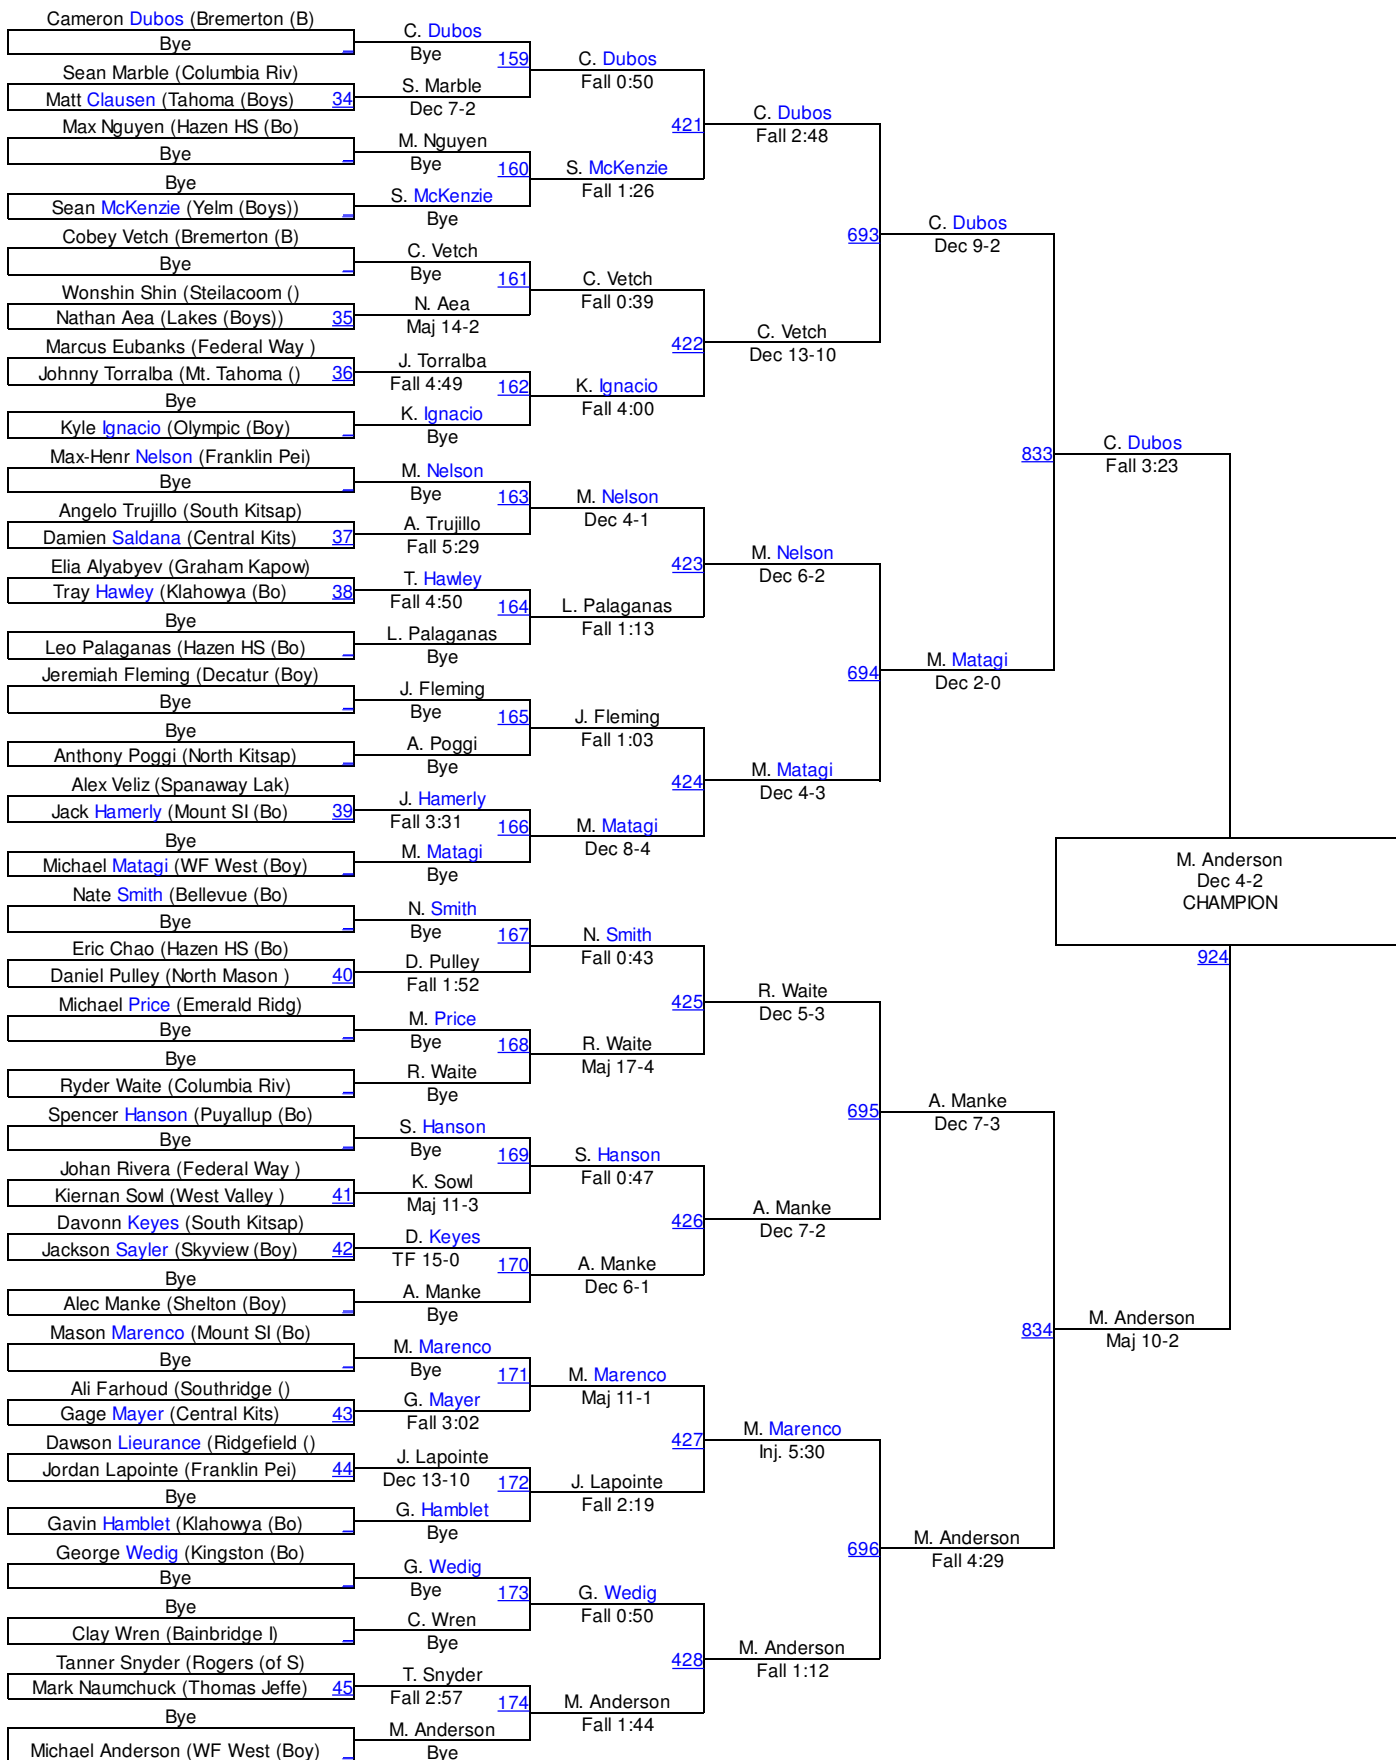 Cameron Dubos (Bremerton (B)
Bye
Sean Marble (Columbia Riv)
Matt Clausen (Tahoma (Boys) 34
Max Nguyen (Hazen HS (Bo)
Bye
Bye
Sean McKenzie (Yelm (Boys))
Cobey Vetch (Bremerton (B)
Bye
Wonshin Shin (Steilacoom ()
Nathan Aea (Lakes (Boys)) 35
Marcus Eubanks (Federal Way )
Johnny Torralba (Mt. Tahoma () 36
Bye
Kyle Ignacio (Olympic (Boy)
Max-Henr Nelson (Franklin Pei)
Bye
Angelo Trujillo (South Kitsap)
Damien Saldana (Central Kits) 37
Elia Alyabyev (Graham Kapow)
Tray Hawley (Klahowya (Bo) 38
Bye
Leo Palaganas (Hazen HS (Bo)
Jeremiah Fleming (Decatur (Boy)
Bye
Bye
Anthony Poggi (North Kitsap)
Alex Veliz (Spanaway Lak)
Jack Hamerly (Mount SI (Bo) 39
Bye
Michael Matagi (WF West (Boy)
Nate Smith (Bellevue (Bo)
Bye
Eric Chao (Hazen HS (Bo)
Daniel Pulley (North Mason ) 40
Michael Price (Emerald Ridg)
Bye
Bye
Ryder Waite (Columbia Riv)
Spencer Hanson (Puyallup (Bo)
Bye
Johan Rivera (Federal Way )
Kiernan Sowl (West Valley ) 41
Davonn Keyes (South Kitsap)
Jackson Sayler (Skyview (Boy) 42
Bye
Alec Manke (Shelton (Boy)
Mason Marenco (Mount SI (Bo)
Bye
Ali Farhoud (Southridge ()
Gage Mayer (Central Kits) 43
Dawson Lieurance (Ridgefield ()
Jordan Lapointe (Franklin Pei) 44
Bye
Gavin Hamblet (Klahowya (Bo)
George Wedig (Kingston (Bo)
Bye
Bye
Clay Wren (Bainbridge I)
Tanner Snyder (Rogers (of S)
Mark Naumchuck (Thomas Jeffe) 45
Bye
Michael Anderson (WF West (Boy)
C. Dubos
Bye
159
S. Marble
Dec 7-2
M. Nguyen
Bye
160
S. McKenzie
Bye
C. Vetch
Bye
161
N. Aea
Maj 14-2
J. Torralba
Fall 4:49
162
K. Ignacio
Bye
M. Nelson
Bye
163
A. Trujillo
Fall 5:29
T. Hawley
Fall 4:50
164
L. Palaganas
Bye
J. Fleming
Bye
165
A. Poggi
Bye
J. Hamerly
Fall 3:31
166
M. Matagi
Bye
N. Smith
Bye
167
D. Pulley
Fall 1:52
M. Price
Bye
168
R. Waite
Bye
S. Hanson
Bye
169
K. Sowl
Maj 11-3
D. Keyes
TF 15-0
170
A. Manke
Bye
M. Marenco
Bye
171
G. Mayer
Fall 3:02
J. Lapointe
Dec 13-10
172
G. Hamblet
Bye
G. Wedig
Bye
173
C. Wren
Bye
T. Snyder
Fall 2:57
174
M. Anderson
Bye
C. Dubos
Fall 0:50
421
S. McKenzie
Fall 1:26
C. Vetch
Fall 0:39
422
K. Ignacio
Fall 4:00
M. Nelson
Dec 4-1
423
L. Palaganas
Fall 1:13
J. Fleming
Fall 1:03
424
M. Matagi
Dec 8-4
N. Smith
Fall 0:43
425
R. Waite
Maj 17-4
S. Hanson
Fall 0:47
426
A. Manke
Dec 6-1
M. Marenco
Maj 11-1
427
J. Lapointe
Fall 2:19
G. Wedig
Fall 0:50
428
M. Anderson
Fall 1:44
C. Dubos
Fall 2:48
693
C. Vetch
Dec 13-10
M. Nelson
Dec 6-2
694
M. Matagi
Dec 4-3
R. Waite
Dec 5-3
695
A. Manke
Dec 7-2
M. Marenco
Inj. 5:30
696
M. Anderson
Fall 1:12
C. Dubos
Dec 9-2
833
M. Matagi
Dec 2-0
A. Manke
Dec 7-3
834
M. Anderson
Fall 4:29
C. Dubos
Fall 3:23
M. Anderson
Dec 4-2
CHAMPION
924
M. Anderson
Maj 10-2